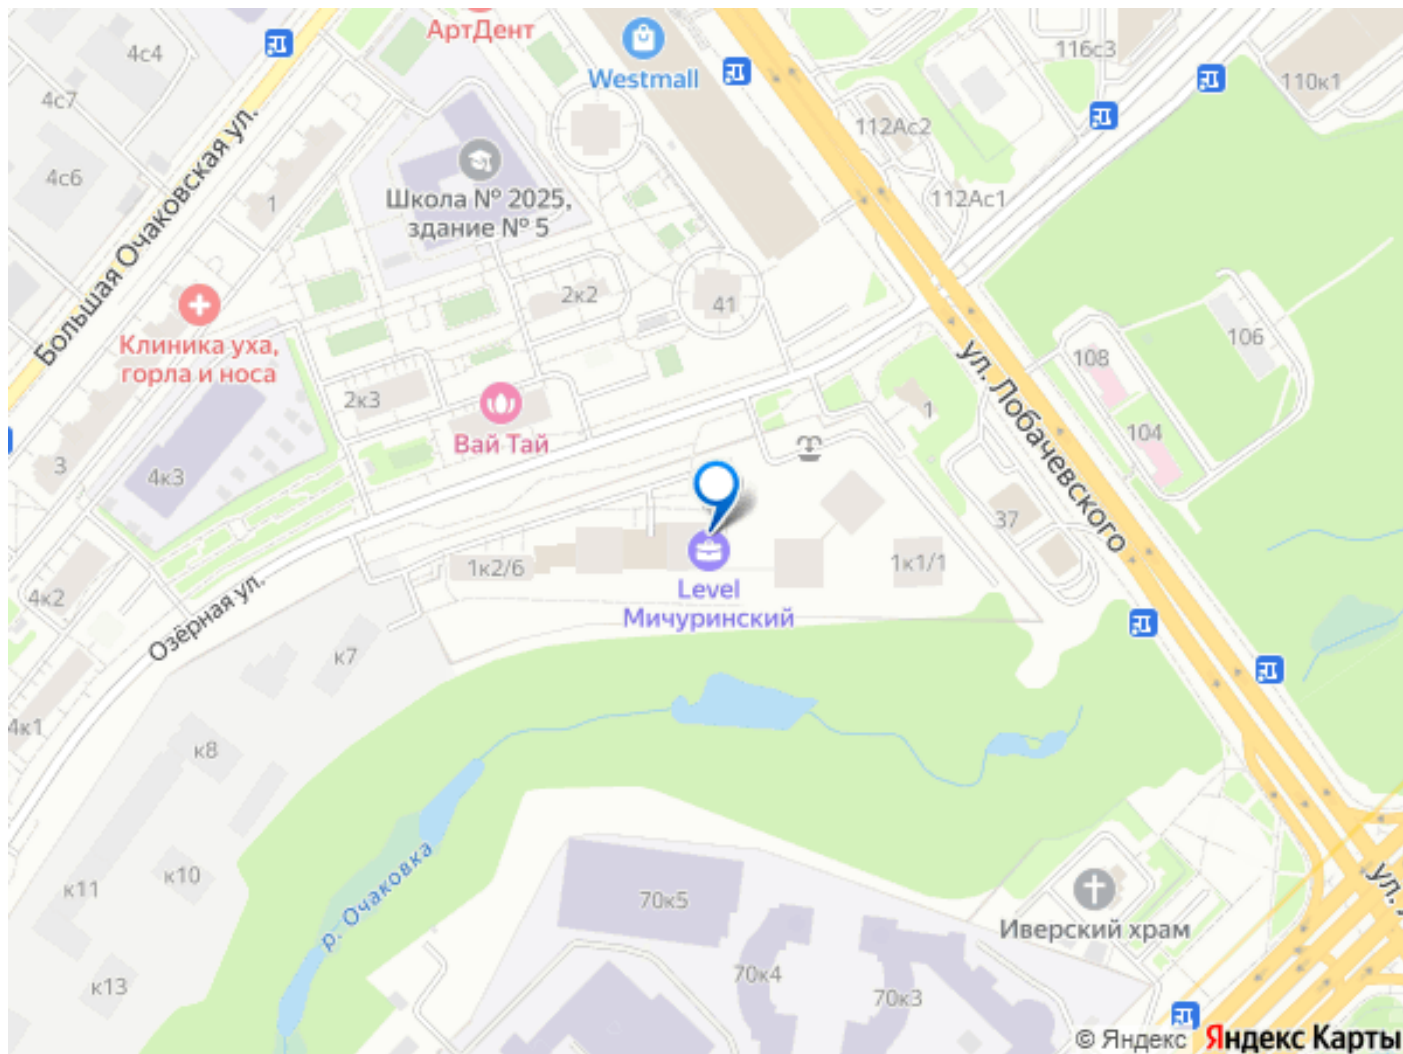 АртДент
4с4
Westmall
116с3
110к1
4с7
112Ас2
4с6
Школа № 2025,
здание № 5
112Ас1
1
Большая Очаковская ул.
2к2
41
Клиника уха,
горла и носа
106
108
ул. Лобачевского
2к3
1
Вай Тай
104
3
4к3
37
1к2/6
1к1/1
Level
Мичуринский
4к2
Озёрная ул.
к7
4к1
к8
р. Очаковка
к10
к11
70к5
ул.
Иверский храм
70к4
к13
70к3
© Яндекс Яндекс Карты